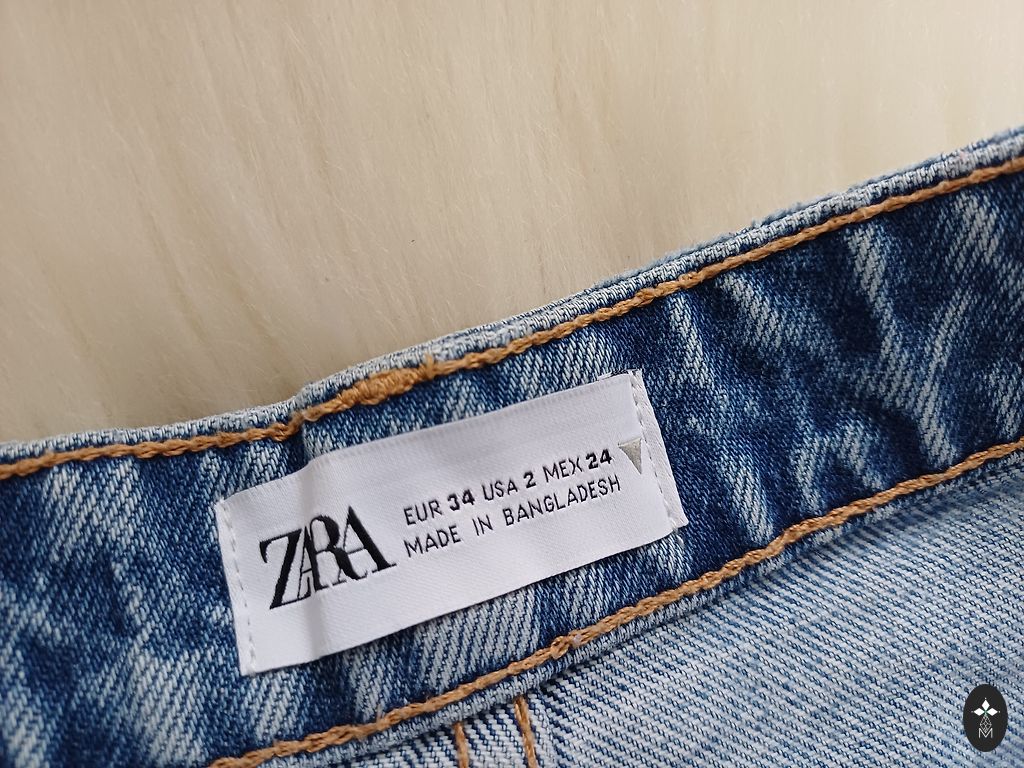 ZARA
EUR 34 USA 2 MEX 24
MADE IN BANGLADESH
M